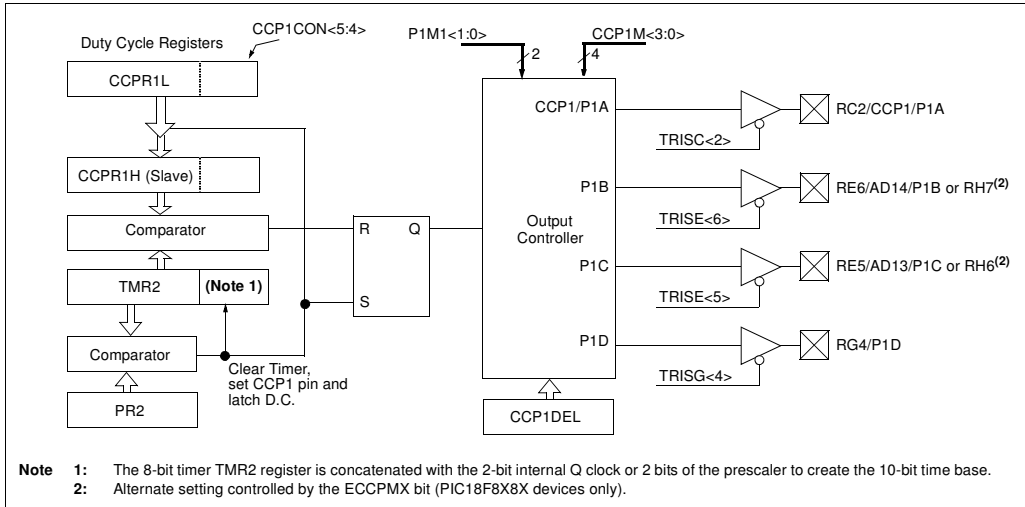 CCP1CON<5:4>
P1M1<1:0>
CCP1M<3:0>
Duty Cycle Registers
2
4
CCPR1L
CCP1/P1A
RC2/CCP1/P1A
TRISC<2>
CCPR1H (Slave)
P1B
RE6/AD14/P1B or RH7(2)
Comparator
R
Q
Output
Controller
TRISE<6>
P1C
RE5/AD13/P1C or RH6(2)
TMR2
(Note 1)
S
TRISE<5>
P1D
RG4/P1D
Comparator
Clear Timer,
set CCP1 pin and
latch D.C.
TRISG<4>
PR2
CCP1DEL
Note 1: The 8-bit timer TMR2 register is concatenated with the 2-bit internal Q clock or 2 bits of the prescaler to create the 10-bit time base.
2: Alternate setting controlled by the ECCPMX bit (PIC18F8X8X devices only).